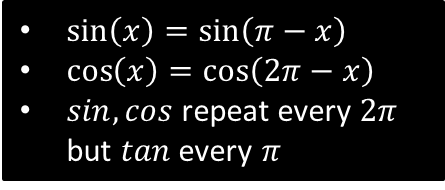 • sin(𝑥) = sin(𝜋 − 𝑥)
• cos(𝑥) = cos(2𝜋 − 𝑥)
• 𝑠𝑖𝑛, 𝑐𝑜𝑠 repeat every 2𝜋
but 𝑡𝑎𝑛 every 𝜋